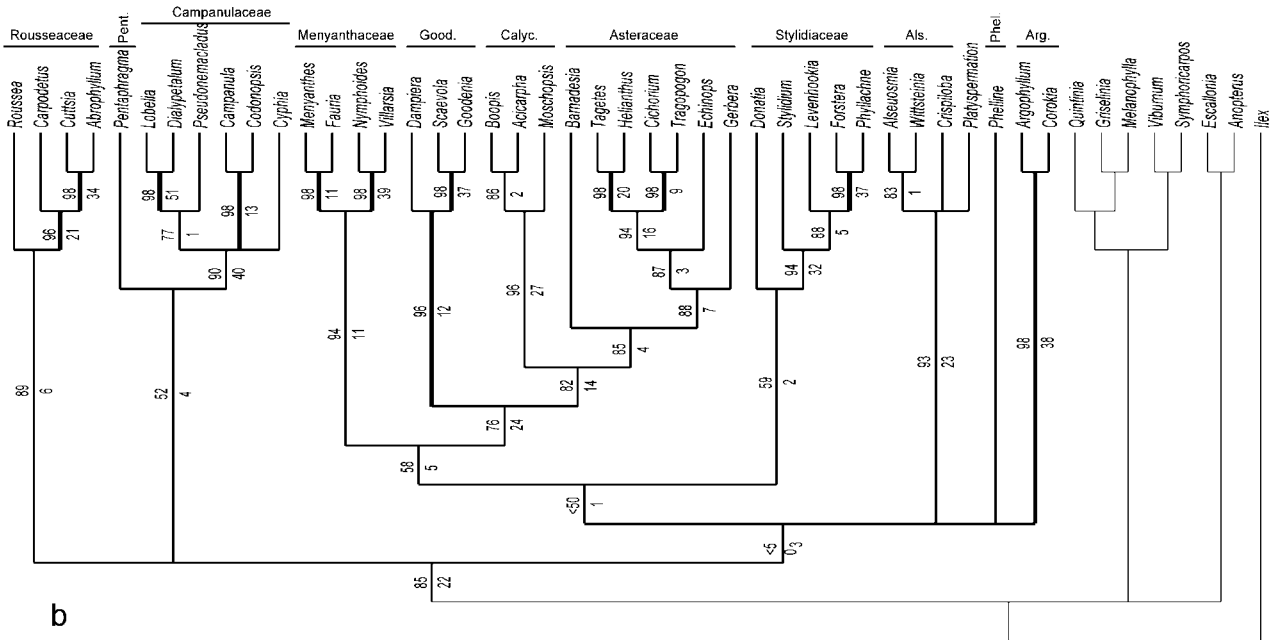 Campanulaceae
Rousseaceae Pent. Menyanthaceae Good. Calyc. Asteraceae Stylidiaceae Als. Phel. Arg.
Roussea
Carpodetus
Cuttsia
Abrophyllum
Pentaphragma
Lobelia
Dialypetalum
Pseudonemacladus
Campanula
Codonopsis
Cyphia
Menyanthes
Fauria
Nymphoides
Villarsia
Dampiera
Scaevola
Goodenia
Boopis
Acicarpha
Moschopsis
Barnadesia
Tagetes
Helianthus
Cichorium
Tragopogon
Echinops
Gerbera
Donatia
Stylidium
Levenhookia
Forstera
Phyllachne
Alseuosmia
Wittsteinia
Crispiloba
Platyspermation
Phelline
Argophyllum
Corokia
Quintinia
Griselinia
Melanophylla
Viburnum
Symphoricarpos
Escallonia
Anopterus
Ilex
98 34 98 51 98 13 98 11 98 39 98 37 86 2 98 20 98 9 98 37 83 1
96 21 77 1 94 16 88 5
90 40 87 3 94 32
94 11 96 12 96 27 88 7
85 4 98 38
89 6 52 4 82 14 59 2 93 23
76 24
58 5
<50 1
<5 0 3
85 22
b